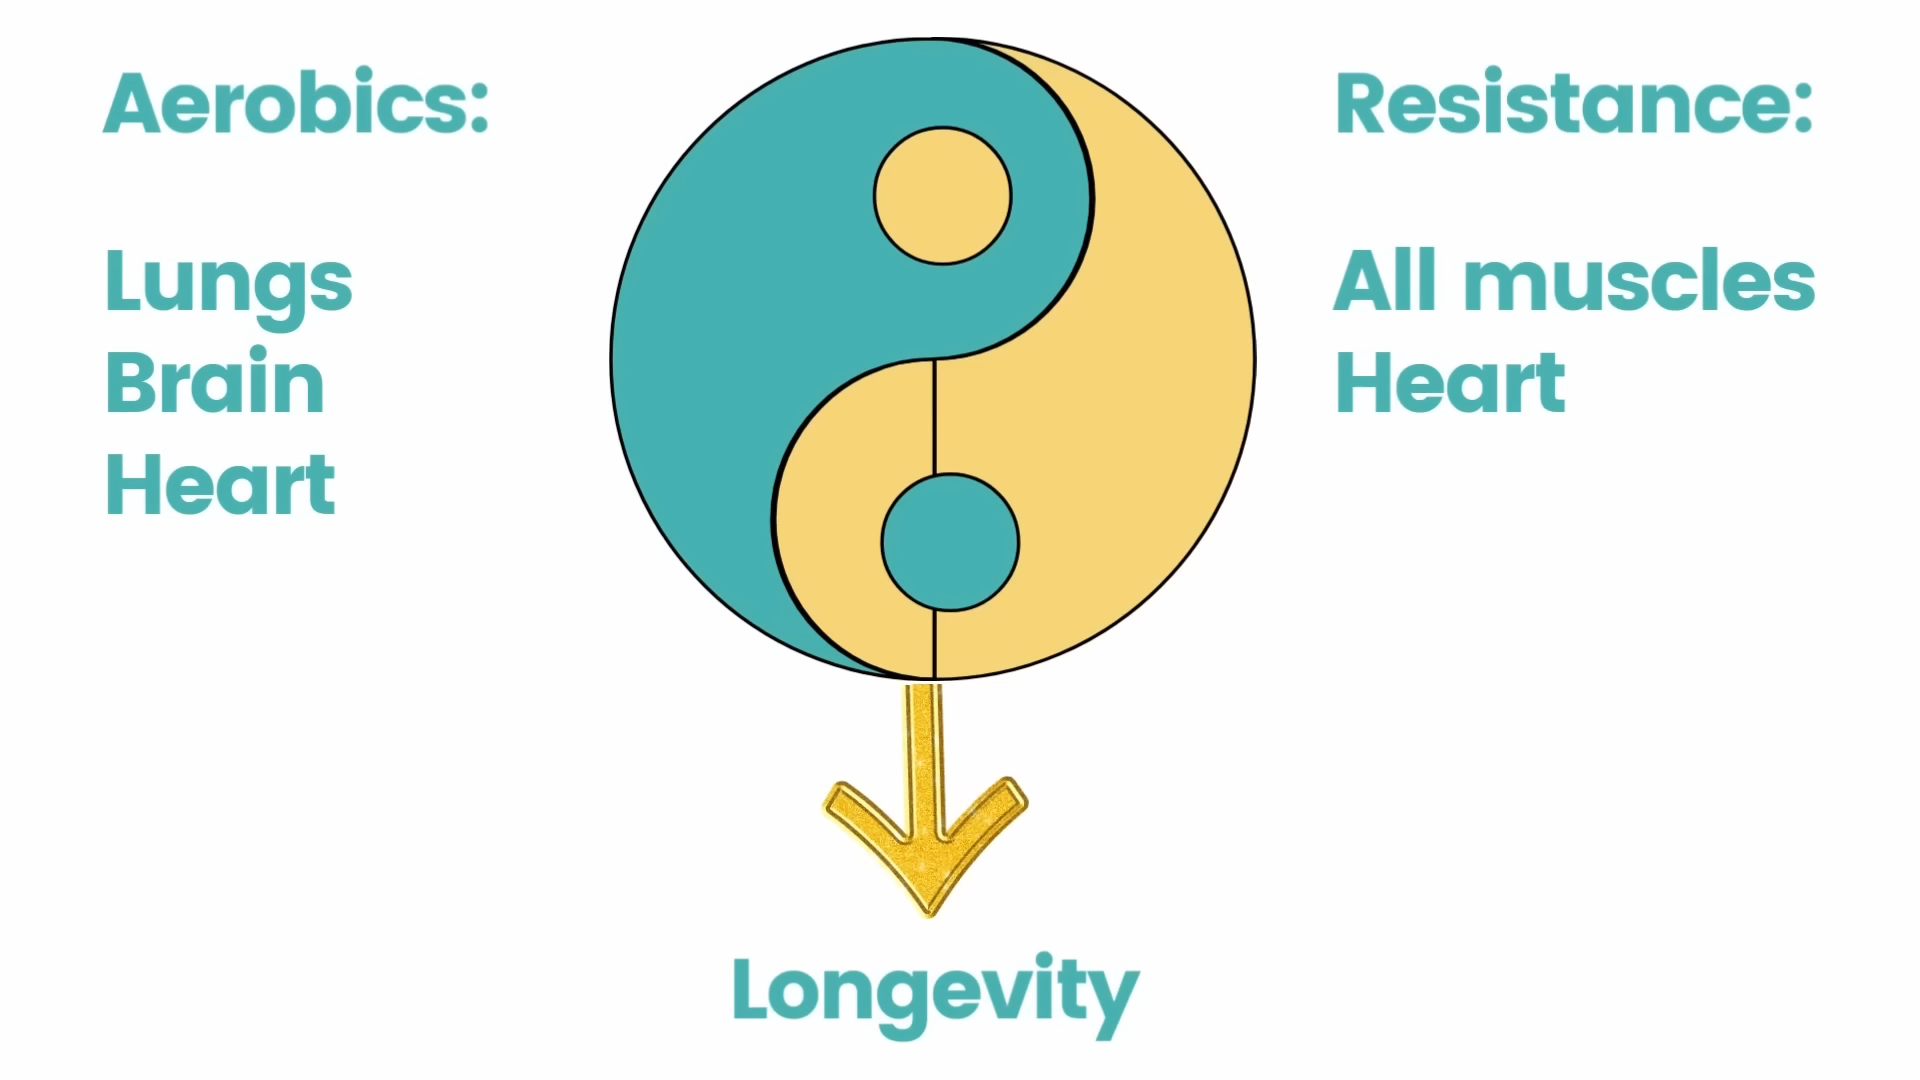 Aerobics:
Lungs
Brain
Heart
Resistance:
All muscles
Heart
Longevity